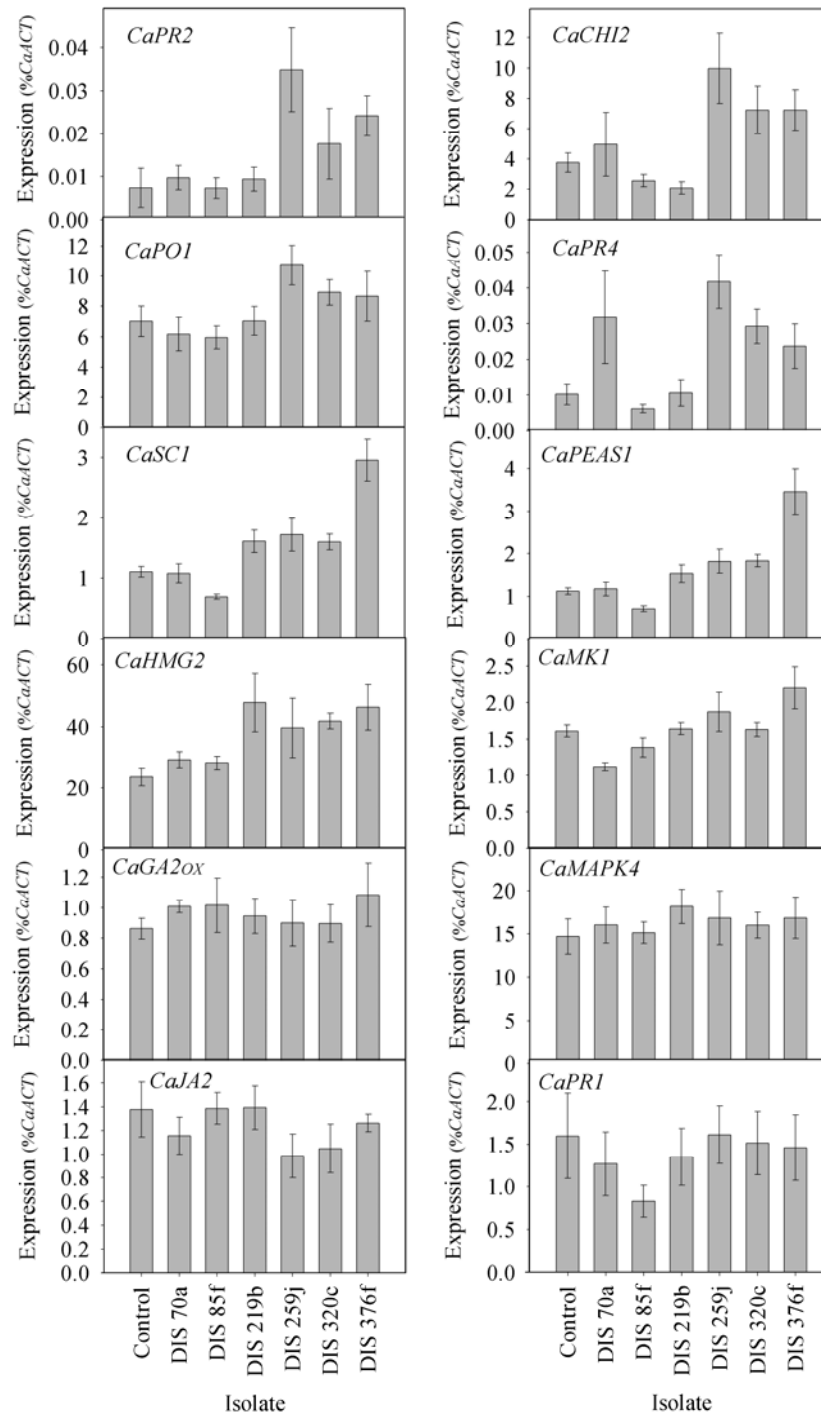 CaPR2
Expression (%CaACT)
0.04
0.03
0.02
0.01
0.00
CaCHI2
Expression (%CaACT)
12
10
8
6
4
2
0
CaPO1
Expression (%CaACT)
12
10
8
6
4
2
0
CaPR4
Expression (%CaACT)
0.05
0.04
0.03
0.02
0.01
0.00
CaSC1
Expression (%CaACT)
3
2
1
0
CaPEAS1
Expression (%CaACT)
4
3
2
1
0
CaHMG2
Expression (%CaACT)
60
40
20
0
CaMK1
Expression (%CaACT)
2.5
2.0
1.5
1.0
0.5
0.0
CaGA2OX
Expression (%CaACT)
1.2
1.0
0.8
0.6
0.4
0.2
0.0
CaMAPK4
Expression (%CaACT)
20
15
10
5
0
CaJA2
Expression (%CaACT)
1.6
1.4
1.2
1.0
0.8
0.6
0.4
0.2
0.0
CaPR1
Expression (%CaACT)
2.0
1.5
1.0
0.5
0.0
Control
DIS 70a
DIS 85f
DIS 219b
DIS 259j
DIS 320c
DIS 376f
Isolate
Control
DIS 70a
DIS 85f
DIS 219b
DIS 259j
DIS 320c
DIS 376f
Isolate